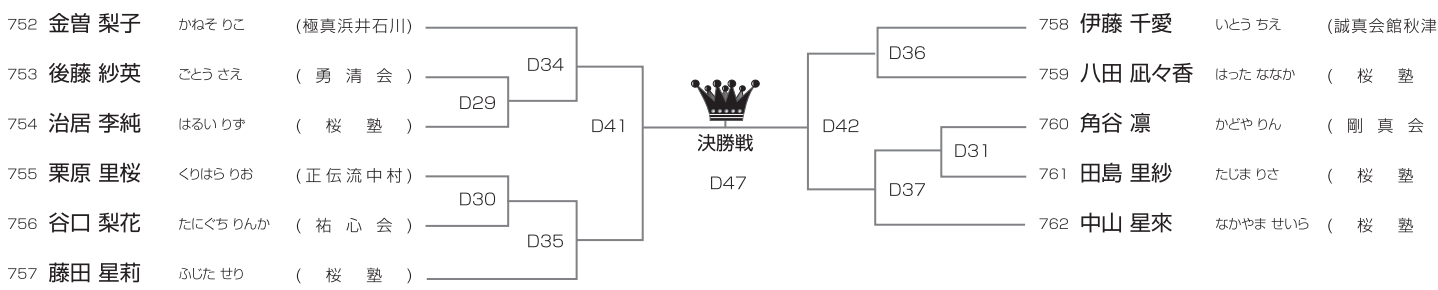 752 金曽 梨子 かねそ りこ (極真浜井石川)
753 後藤 紗英 ごとう さえ ( 勇 清 会 )
754 治居 李純 はるい りず ( 桜 塾 )
755 栗原 里桜 くりはら りお (正伝流中村)
756 谷口 梨花 たにぐち りんか ( 祐 心 会 )
757 藤田 星莉 ふじた せり ( 桜 塾 )
D34
D29
D41
D30
D35
決勝戦
D47
D36
D42
D31
D37
758 伊藤 千愛 いとう ちえ (誠真会館秋津
759 八田 凪々香 はった ななか ( 桜 塾
760 角谷 凛 かどや りん ( 剛 真 会
761 田島 里紗 たじま りさ ( 桜 塾
762 中山 星來 なかやま せいら ( 桜 塾